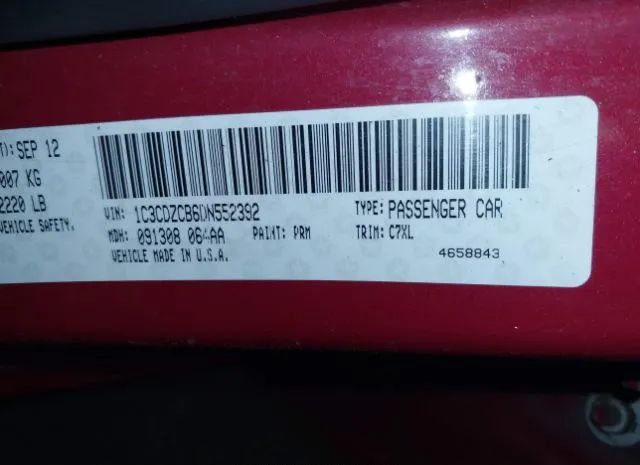 T): SEP 12
007 KG
2220 LB
VEHICLE SAFETY.
VIN: 1C3CDZCB6DN552392
TYPE: PASSENGER CAR
MDH: 091308 064AA
PAINT: PRM
TRIM: C7XL
VEHICLE MADE IN U.S.A.
4658843